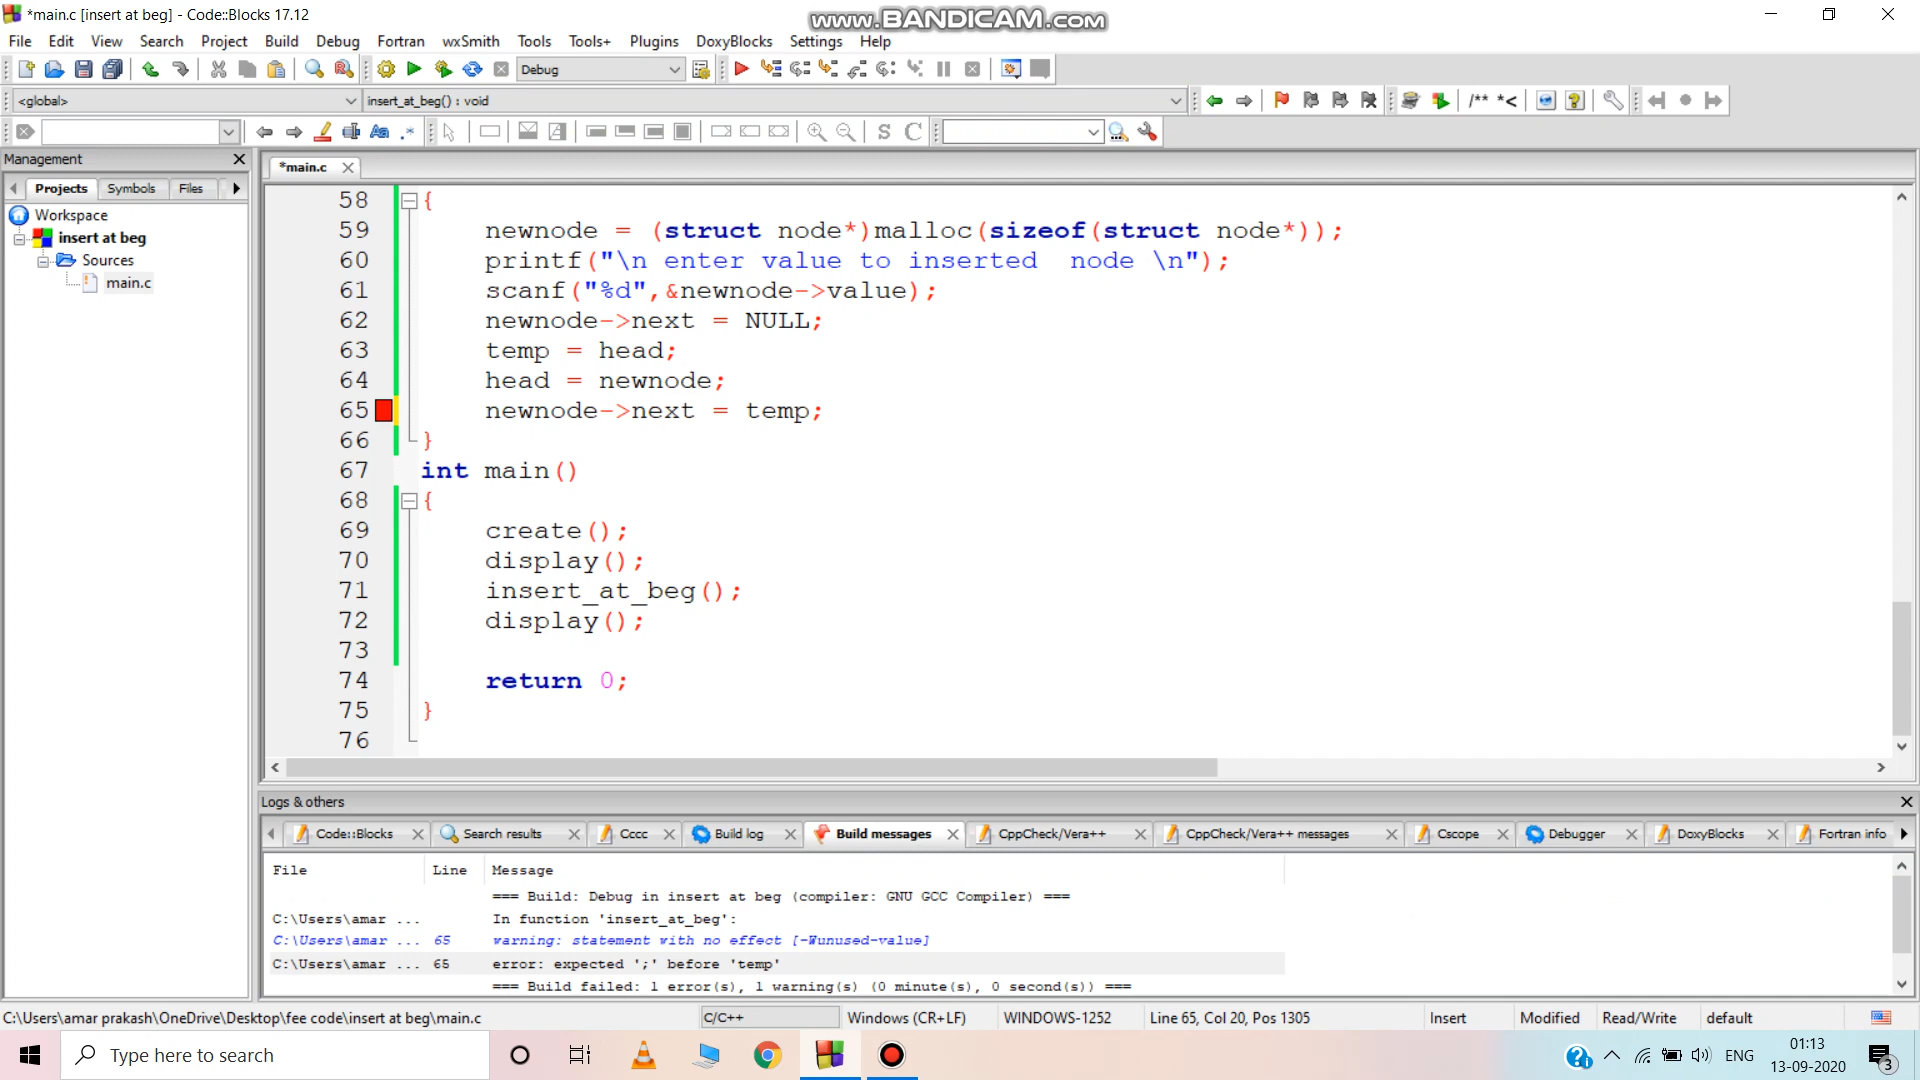 *main.c [insert at beg] - Code::Blocks 17.12
www.BANDICAM.com
File Edit View Search Project Build Debug Fortran wxSmith Tools Tools+ Plugins DoxyBlocks Settings Help
Debug
<global> insert_at_beg() : void
/** *<
Management
Projects Symbols Files
Workspace
insert at beg
Sources
main.c
*main.c
58 {
59 newnode = (struct node*)malloc(sizeof(struct node*));
60 printf("\n enter value to inserted  node \n");
61 scanf("%d",&newnode->value);
62 newnode->next = NULL;
63 temp = head;
64 head = newnode;
65 newnode->next = temp;
66 }
67 int main()
68 {
69 create();
70 display();
71 insert_at_beg();
72 display();
73
74 return 0;
75 }
76
Logs & others
Code::Blocks Search results Cccc Build log Build messages CppCheck/Vera++ CppCheck/Vera++ messages Cscope Debugger DoxyBlocks Fortran info
File Line Message
=== Build: Debug in insert at beg (compiler: GNU GCC Compiler) ===
C:\Users\amar ... In function 'insert_at_beg':
C:\Users\amar ... 65 warning: statement with no effect [-Wunused-value]
C:\Users\amar ... 65 error: expected ';' before 'temp'
=== Build failed: 1 error(s), 1 warning(s) (0 minute(s), 0 second(s)) ===
C:\Users\amar prakash\OneDrive\Desktop\fee code\insert at beg\main.c C/C++ Windows (CR+LF) WINDOWS-1252 Line 65, Col 20, Pos 1305 Insert Modified Read/Write default
Type here to search
ENG
01:13
13-09-2020
3